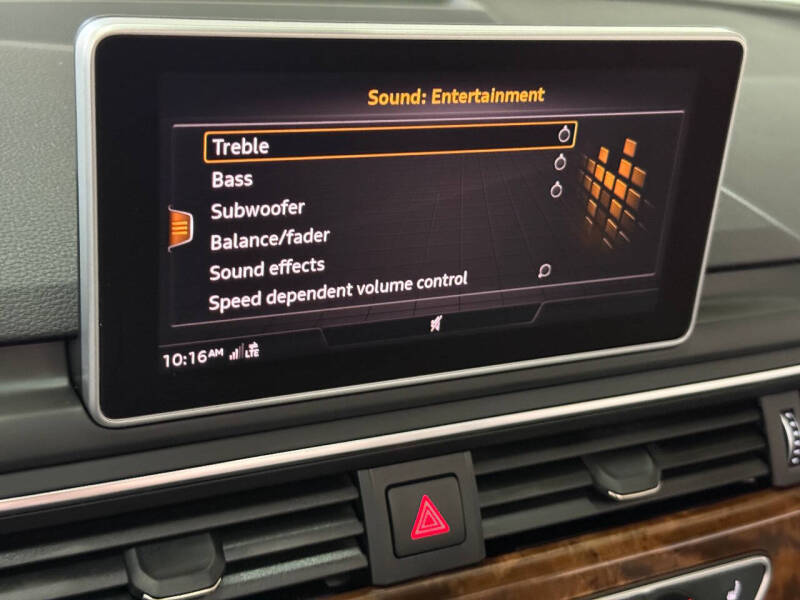 Sound: Entertainment
Treble
Bass
Subwoofer
Balance/fader
Sound effects
Speed dependent volume control
10:16AM LTE